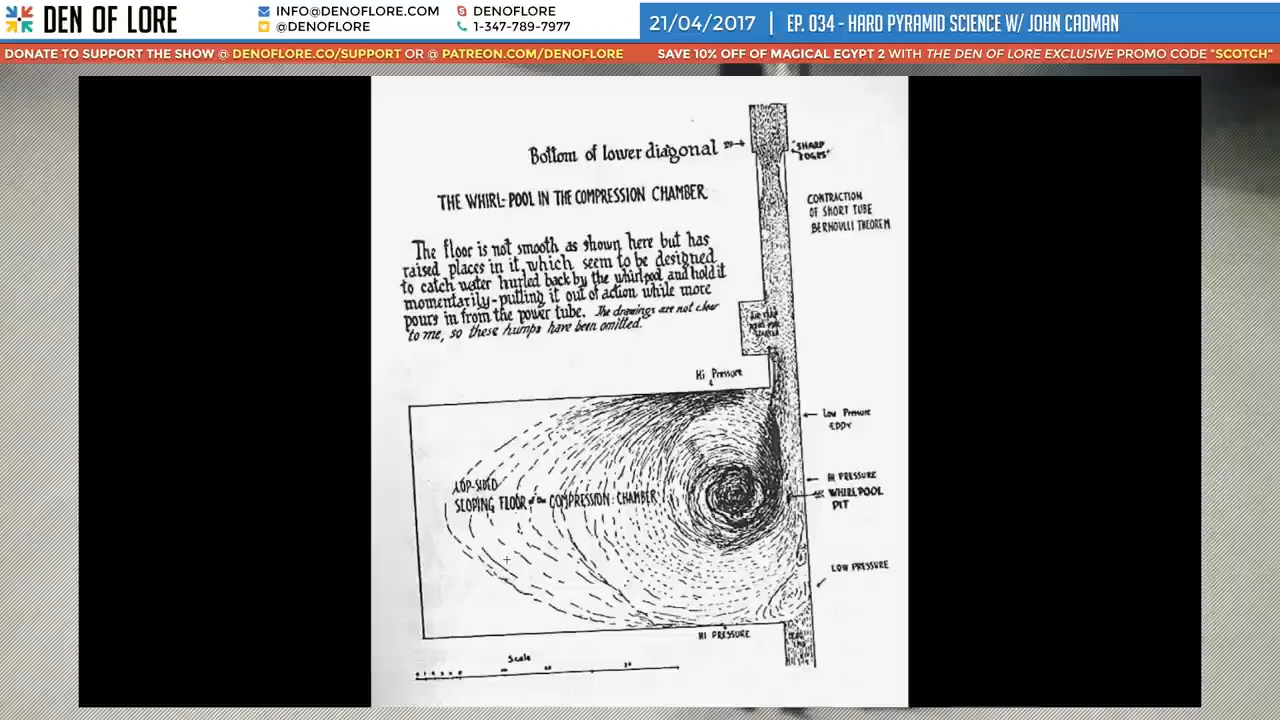 DEN OF LORE
INFO@DENOFLORE.COM
@DENOFLORE
DENOFLORE
1-347-789-7977
21/04/2017 | EP. 034 - HARD PYRAMID SCIENCE W/ JOHN CADMAN
DONATE TO SUPPORT THE SHOW @ DENOFLORE.CO/SUPPORT OR @ PATREON.COM/DENOFLORE
SAVE 10% OFF OF MAGICAL EGYPT 2 WITH THE DEN OF LORE EXCLUSIVE PROMO CODE "SCOTCH"
Bottom of lower diagonal
"SHARP
EDGES"
THE WHIRL-POOL IN THE COMPRESSION CHAMBER
CONTRACTION
OF SHORT TUBE
BERNOULLI THEOREM
The floor is not smooth as shown here but has
raised places in it, which seem to be designed
to catch water hurled back by the whirlpool and hold it
momentarily-putting it out of action while more
pours in from the power tube. The drawings are not clear
to me, so these humps have been omitted.
Hi Pressure
Low Pressure
EDDY
HI PRESSURE
WHIRLPOOL
PIT
LOP-SIDED
SLOPING FLOOR of the COMPRESSION CHAMBER
LOW PRESSURE
HI PRESSURE
Scale